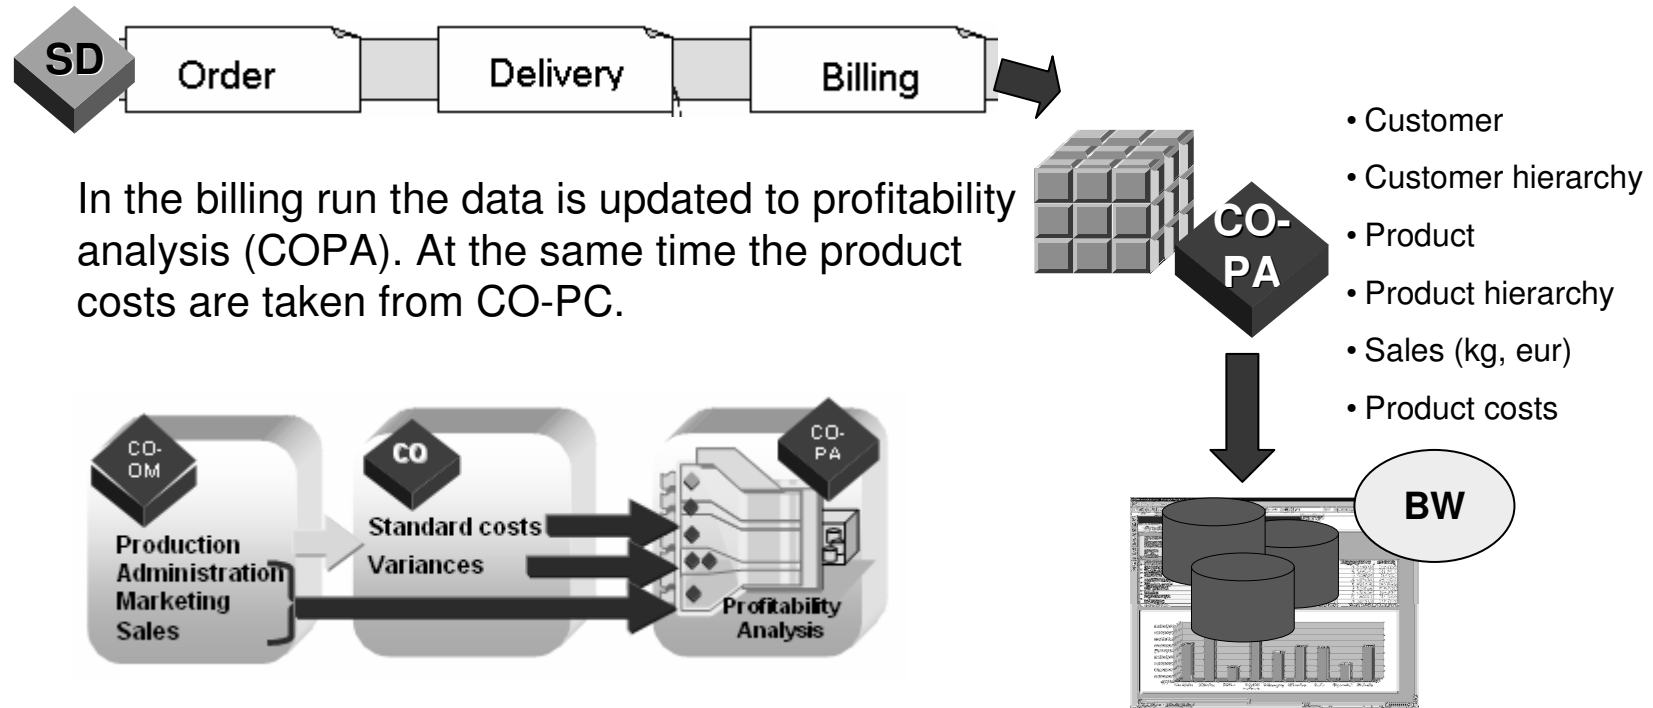 SD
Order
Delivery
Billing
In the billing run the data is updated to profitability
analysis (COPA). At the same time the product
costs are taken from CO-PC.
CO-
PA
• Customer
• Customer hierarchy
• Product
• Product hierarchy
• Sales (kg, eur)
• Product costs
CO-
OM
Production
Administration
Marketing
Sales
CO
Standard costs
Variances
CO-
PA
Profitability
Analysis
BW